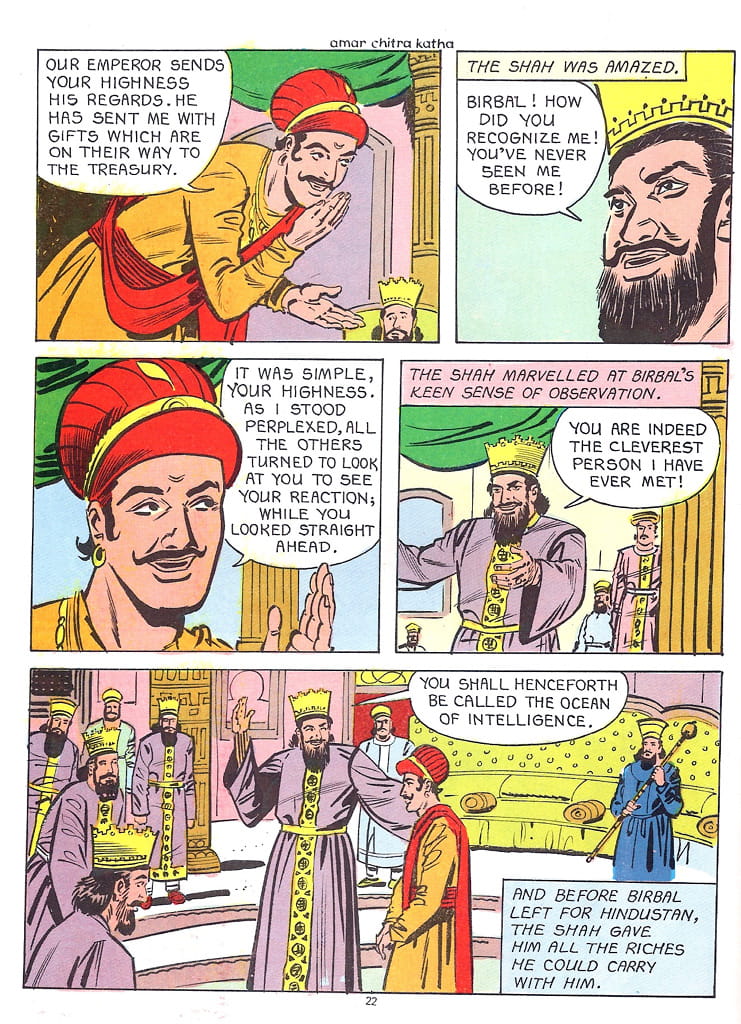 amar chitra katha
OUR EMPEROR SENDS
YOUR HIGHNESS
HIS REGARDS. HE
HAS SENT ME WITH
GIFTS WHICH ARE
ON THEIR WAY TO
THE TREASURY.
THE SHAH WAS AMAZED.
BIRBAL! HOW
DID YOU
RECOGNIZE ME!
YOU'VE NEVER
SEEN ME
BEFORE!
IT WAS SIMPLE,
YOUR HIGHNESS.
AS I STOOD
PERPLEXED, ALL
THE OTHERS
TURNED TO LOOK
AT YOU TO SEE
YOUR REACTION;
WHILE YOU
LOOKED STRAIGHT
AHEAD.
THE SHAH MARVELLED AT BIRBAL'S
KEEN SENSE OF OBSERVATION.
YOU ARE INDEED
THE CLEVEREST
PERSON I HAVE
EVER MET!
YOU SHALL HENCEFORTH
BE CALLED THE OCEAN
OF INTELLIGENCE.
AND BEFORE BIRBAL
LEFT FOR HINDUSTAN,
THE SHAH GAVE
HIM ALL THE RICHES
HE COULD CARRY
WITH HIM.
22